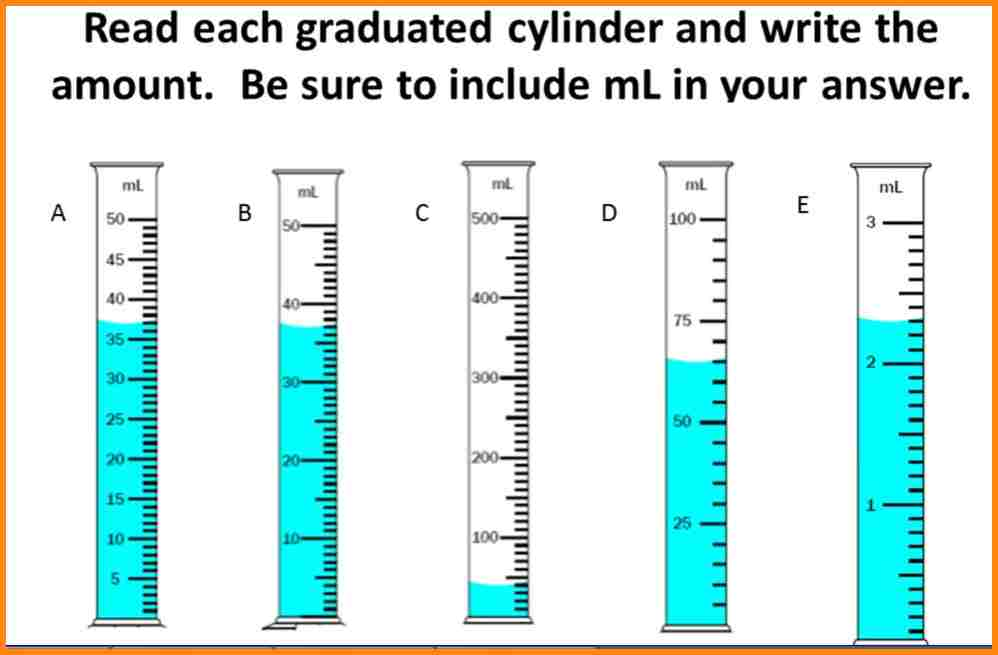 Read each graduated cylinder and write the
amount. Be sure to include mL in your answer.
A
mL
50
45
40
35
30
25
20
15
10
5
B
mL
50
40
30
20
10
C
mL
500
400
300
200
100
D
mL
100
75
50
25
E
mL
3
2
1